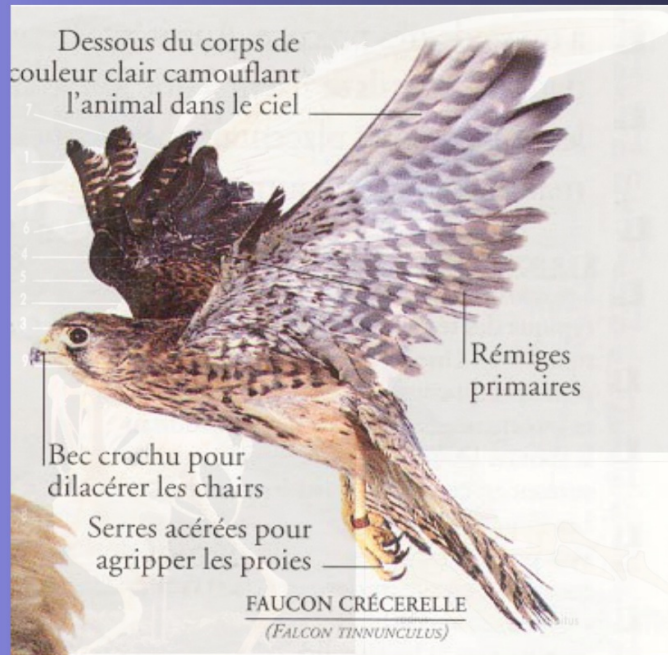 Dessous du corps de
couleur clair camouflant
l'animal dans le ciel
Rémiges
primaires
Bec crochu pour
dilacérer les chairs
Serres acérées pour
agripper les proies
FAUCON CRÉCERELLE
(FALCON TINNUNCULUS)